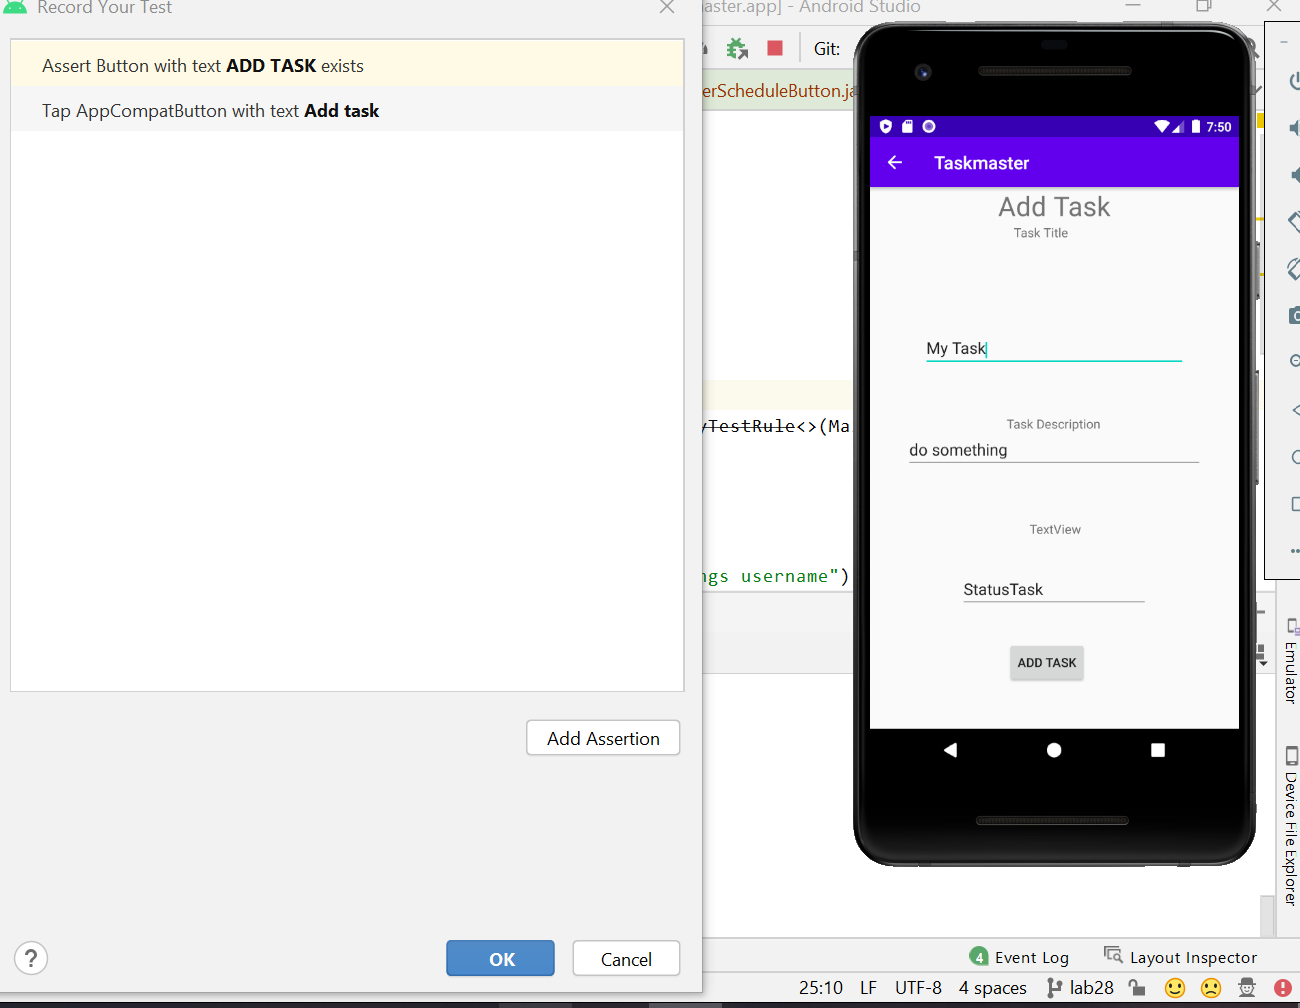 Record Your Test
Assert Button with text ADD TASK exists
Tap AppCompatButton with text Add task
Add Assertion
?
OK
Cancel
aster.app] - Android Studio
Git:
erScheduleButton.ja
yTestRule<>(Ma
ngs username")
7:50
Taskmaster
Add Task
Task Title
My Task
Task Description
do something
TextView
StatusTask
ADD TASK
Emulator
Device File Explorer
4 Event Log
Layout Inspector
25:10 LF UTF-8 4 spaces lab28